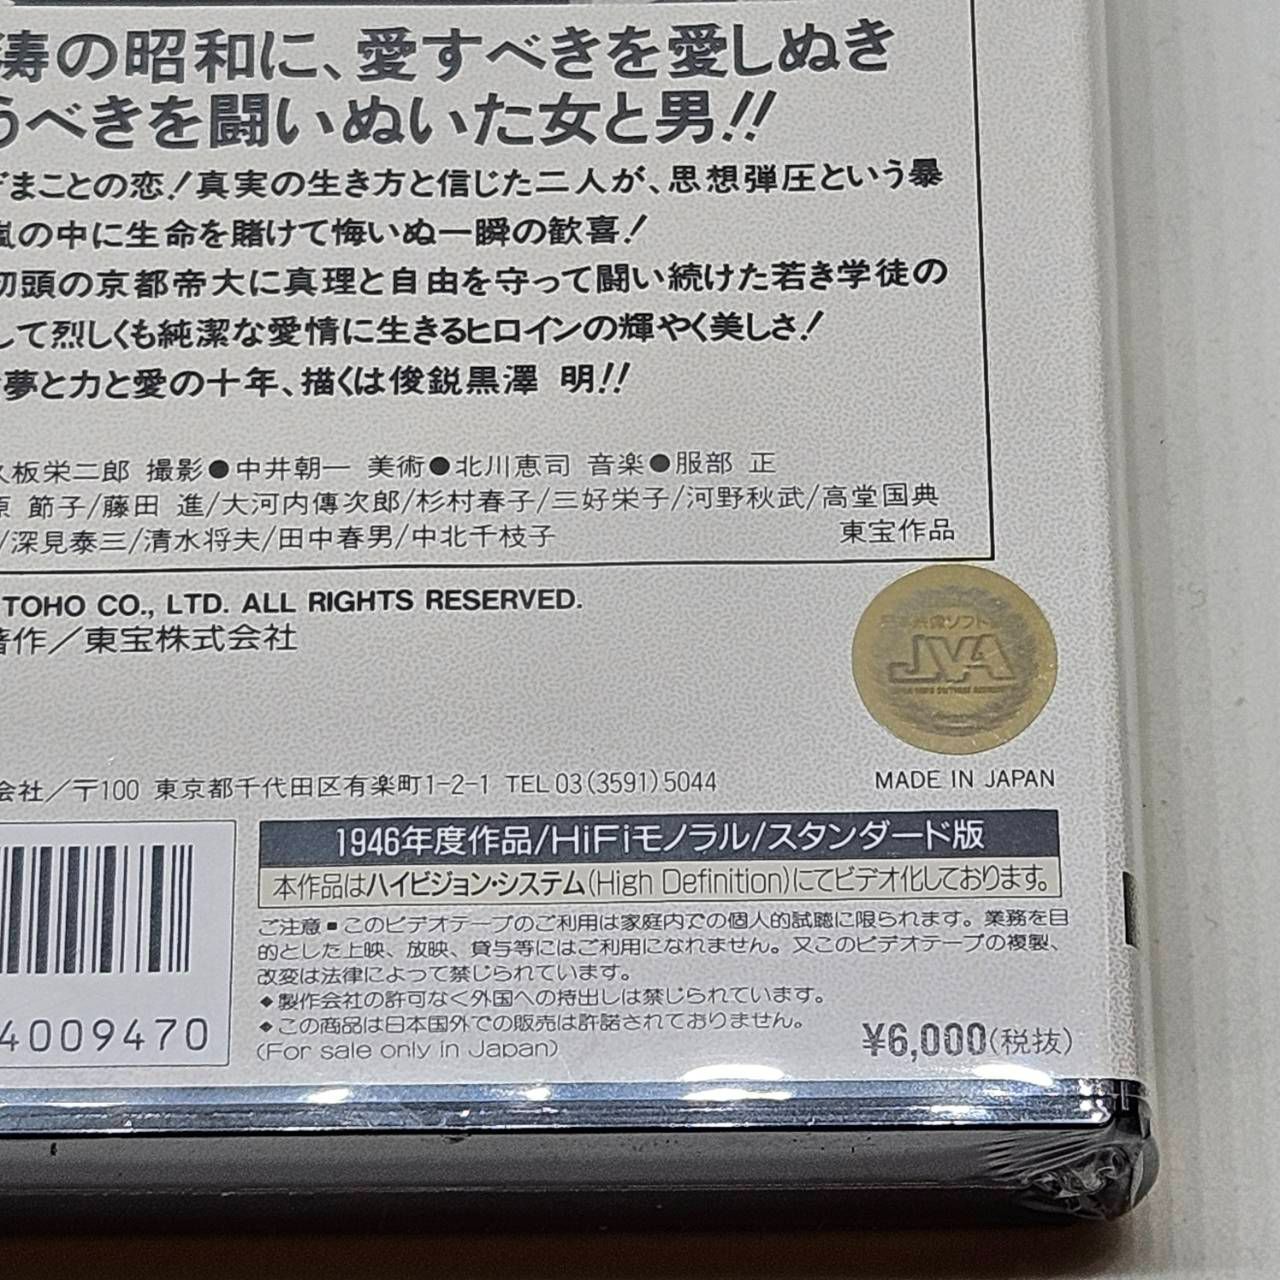 涛の昭和に、愛すべきを愛しぬき
うべきを闘いぬいた女と男!!
まことの恋!真実の生き方と信じた二人が、思想弾圧という暴
嵐の中に生命を賭けて悔いぬ一瞬の歓喜!
初頭の京都帝大に真理と自由を守って闘い続けた若き学徒の
して烈しくも純潔な愛情に生きるヒロインの輝やく美しさ!
夢と力と愛の十年、描くは俊鋭黒澤 明!!
久板栄二郎 撮影●中井朝一 美術●北川恵司 音楽●服部 正
原 節子/藤田 進/大河内傳次郎/杉村春子/三好栄子/河野秋武/高堂国典
/深見泰三/清水将夫/田中春男/中北千枝子
東宝作品
TOHO CO., LTD. ALL RIGHTS RESERVED.
著作/東宝株式会社
映像ソフト
JVA
会社/〒100 東京都千代田区有楽町1-2-1 TEL 03(3591)5044
MADE IN JAPAN
1946年度作品/HiFiモノラル/スタンダード版
本作品はハイビジョン・システム(High Definition)にてビデオ化しております。
ご注意■このビデオテープのご利用は家庭内での個人的試聴に限られます。業務を目
的とした上映、放映、貸与等にはご利用になれません。又このビデオテープの複製、
改変は法律によって禁じられています。
◆製作会社の許可なく外国への持出しは禁じられています。
◆この商品は日本国外での販売は許諾されておりません。
(For sale only in Japan)
¥6,000(税抜)
4009470